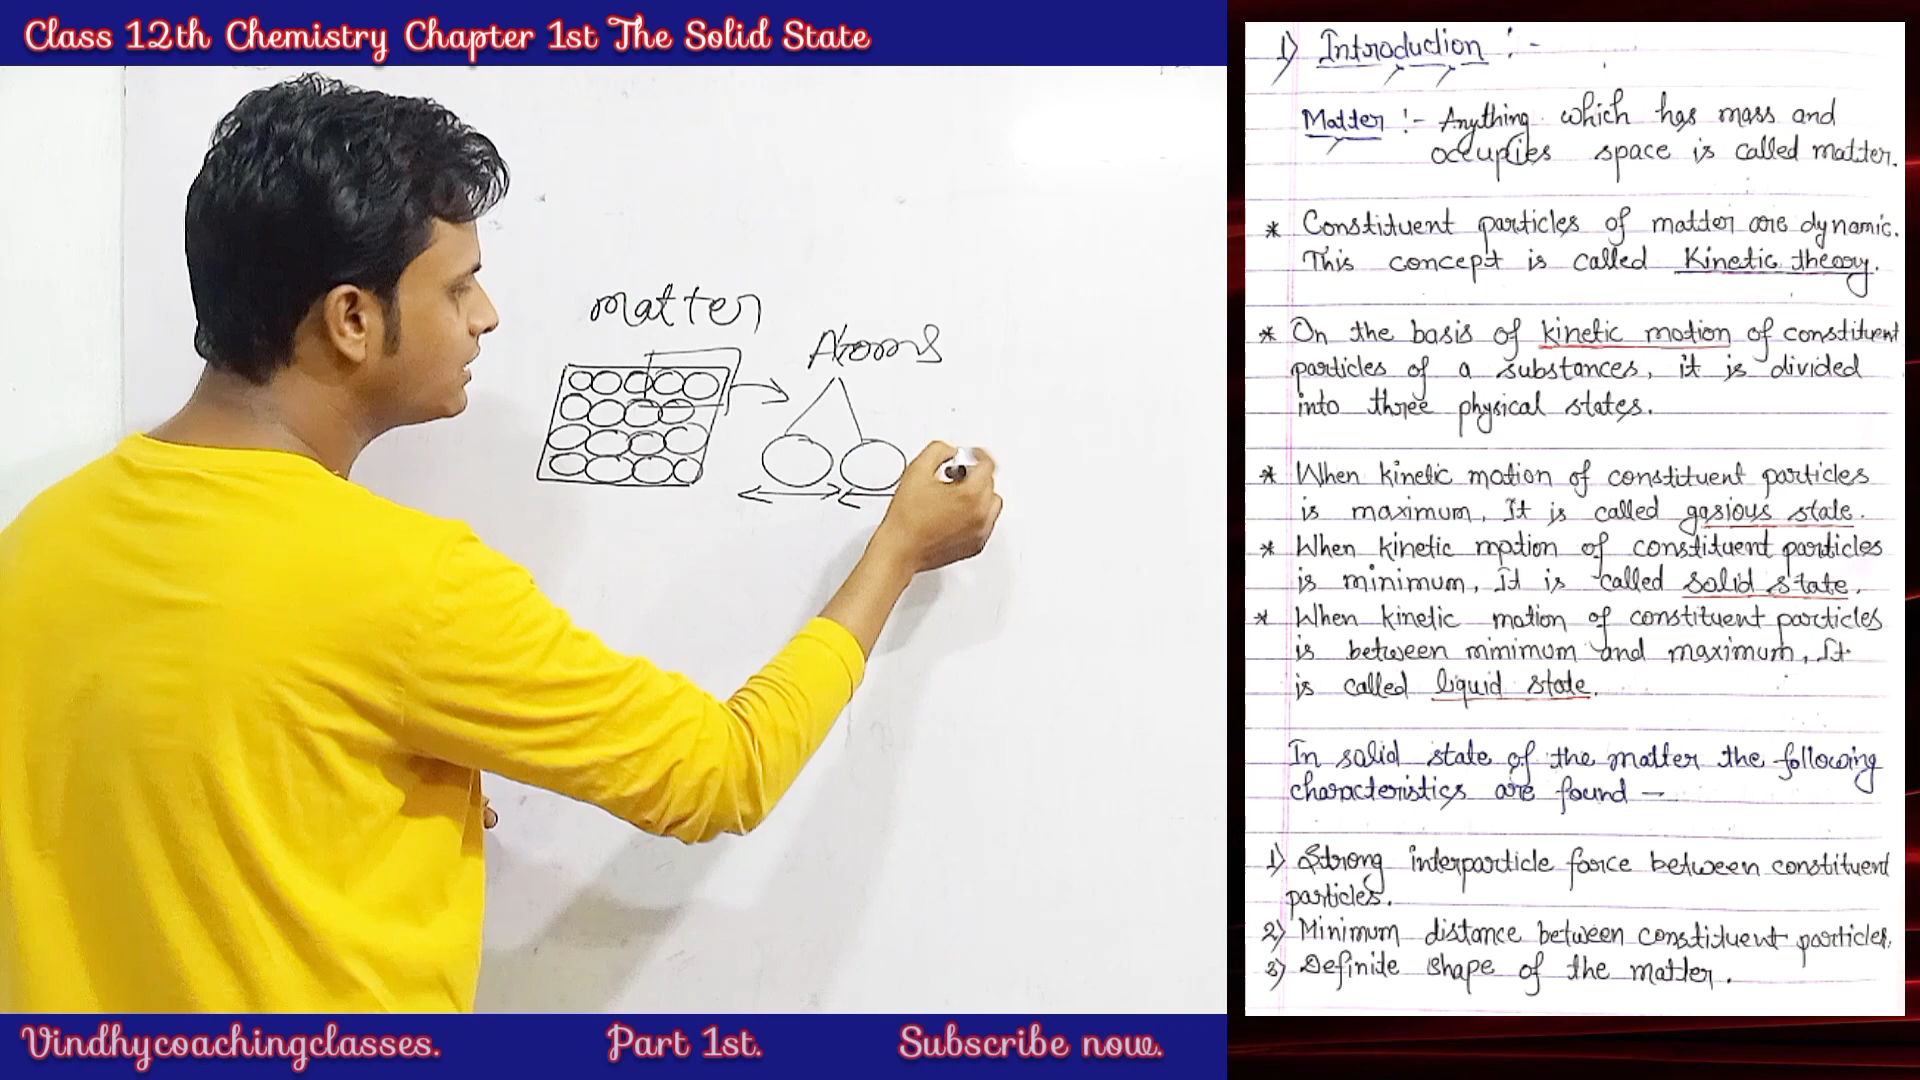 Class 12th Chemistry Chapter 1st The Solid State
matter
Atoms
Vindhycoachingclasses.
Part 1st.
Subscribe now.
1) Introduction :-
Matter :- Anything which has mass and
occupies space is called matter.
* Constituent particles of matter are dynamic.
This concept is called Kinetic theory.
* On the basis of kinetic motion of constituent
particles of a substances, it is divided
into three physical states.
* When kinetic motion of constituent particles
is maximum, It is called gasious state.
* When kinetic motion of constituent particles
is minimum, it is called solid state.
* When kinetic motion of constituent particles
is between minimum and maximum, It
is called liquid state.
In solid state of the matter the following
characteristics are found -
1) Strong interparticle force between constituent
particles.
2) Minimum distance between constituent particles.
3) Definite shape of the matter.